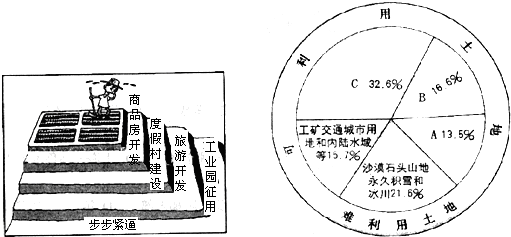 商品房开发
度假村建设
旅游开发
工业园征用
步步紧逼
可利用土地
C 32.6%
B 16.6%
A 13.5%
工矿交通城市用
地和内陆水域
等15.7%
沙漠石头山地
永久积雪和
冰川21.6%
难利用土地